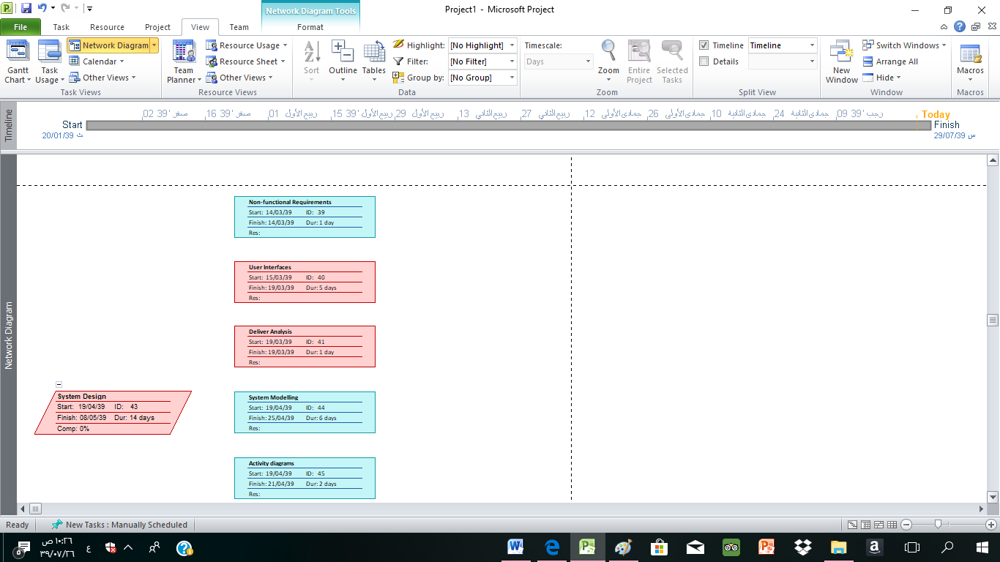 Project1 - Microsoft Project
Network Diagram Tools
File Task Resource Project View Team Format
Gantt Chart
Task Usage
Network Diagram
Calendar
Other Views
Task Views
Team Planner
Resource Usage
Resource Sheet
Other Views
Resource Views
Sort
Outline
Tables
Highlight: [No Highlight]
Filter: [No Filter]
Group by: [No Group]
Data
Timescale:
Days
Zoom
Entire Project
Selected Tasks
Zoom
Timeline Timeline
Details
Split View
New Window
Switch Windows
Arrange All
Hide
Window
Macros
Macros
Timeline
02 صفر '39
16 صفر '39
01 ربيع الأول
15 ربيع الأول '39
29 ربيع الأول
13 ربيع الثاني
27 ربيع الثاني
12 جمادى الأولى
26 جمادى الأولى
10 جمادى الثانية
24 جمادى الثانية
09 رجب '39
Today
Start
ث 20/01/39
Finish
س 29/07/39
Network Diagram
Non-functional Requirements
Start: 14/03/39 ID: 39
Finish: 14/03/39 Dur: 1 day
Res:
User Interfaces
Start: 15/03/39 ID: 40
Finish: 19/03/39 Dur: 5 days
Res:
Deliver Analysis
Start: 19/03/39 ID: 41
Finish: 19/03/39 Dur: 1 day
Res:
System Design
Start: 19/04/39 ID: 43
Finish: 08/05/39 Dur: 14 days
Comp: 0%
System Modelling
Start: 19/04/39 ID: 44
Finish: 25/04/39 Dur: 6 days
Res:
Activity diagrams
Start: 19/04/39 ID: 45
Finish: 21/04/39 Dur: 2 days
Res:
Ready New Tasks : Manually Scheduled
١٠:٢٦ ص
٣٩/٠٧/٢٦
ع